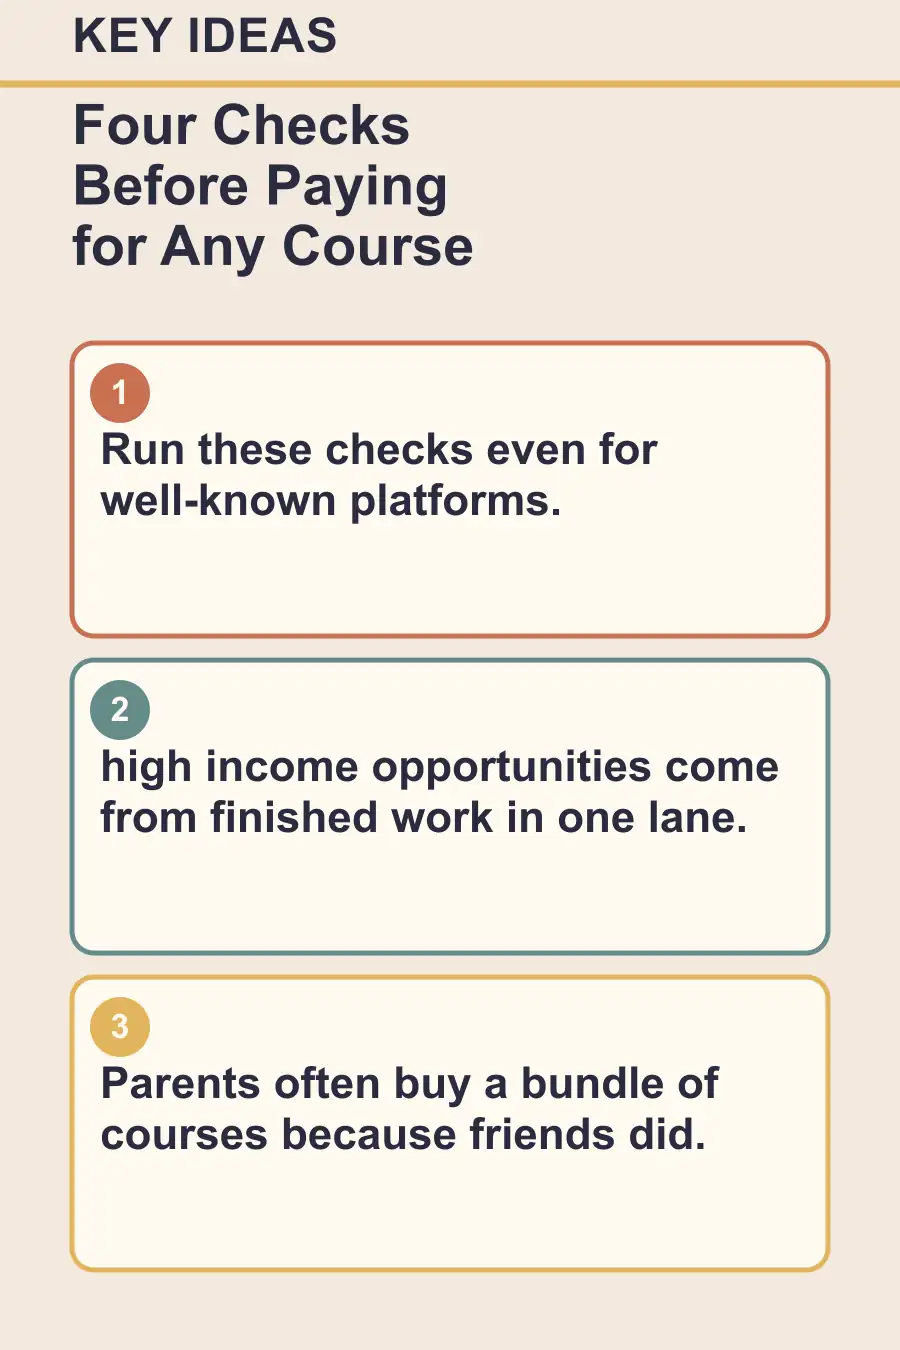 KEY IDEAS
Four Checks
Before Paying
for Any Course
1
Run these checks even for
well-known platforms.
2
high income opportunities come
from finished work in one lane.
3
Parents often buy a bundle of
courses because friends did.